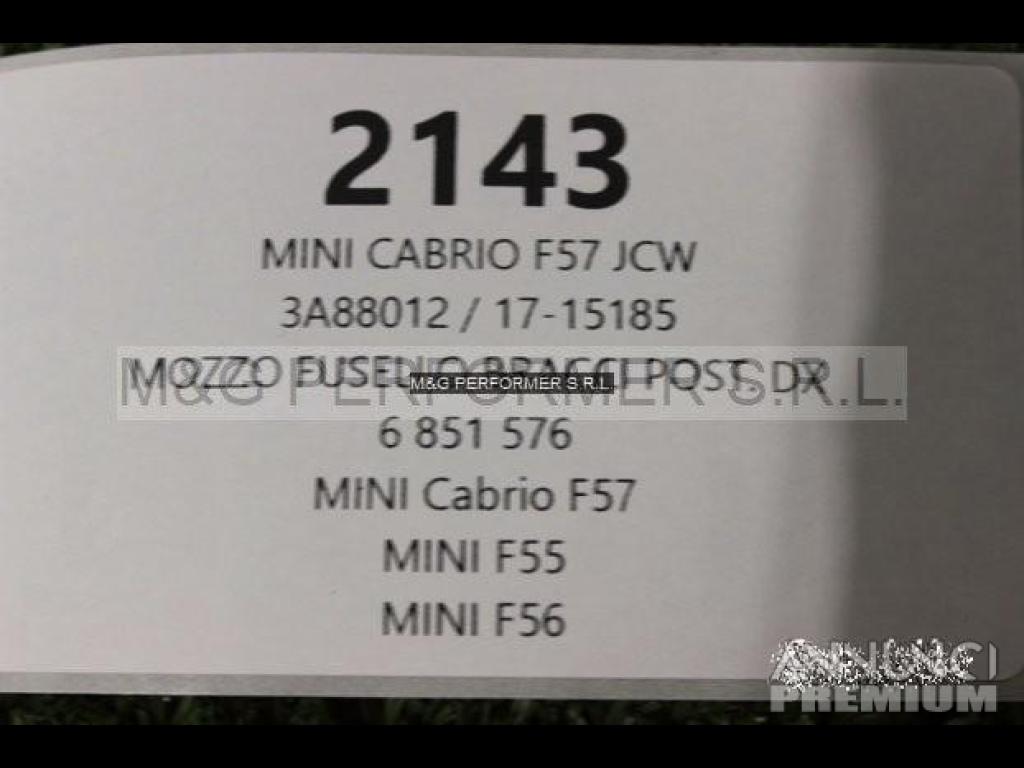 2143
MINI CABRIO F57 JCW
3A88012 / 17-15185
MOZZO FUSELLO BRACCI POST. DX
M&G PERFORMER S.R.L.
M&G PERFORMER S.R.L.
6 851 576
MINI Cabrio F57
MINI F55
MINI F56
ANNUNCI
PREMIUM